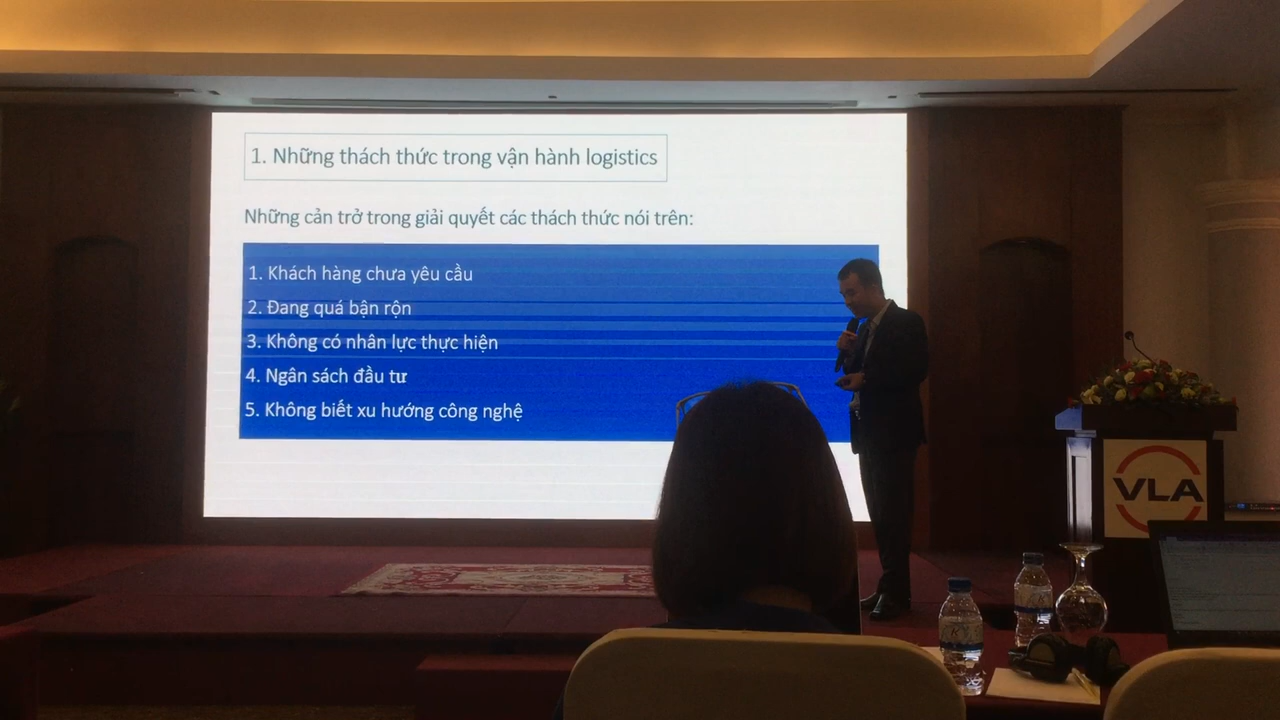 1. Những thách thức trong vận hành logistics
Những cản trở trong giải quyết các thách thức nói trên:
1. Khách hàng chưa yêu cầu
2. Đang quá bận rộn
3. Không có nhân lực thực hiện
4. Ngân sách đầu tư
5. Không biết xu hướng công nghệ
VLA